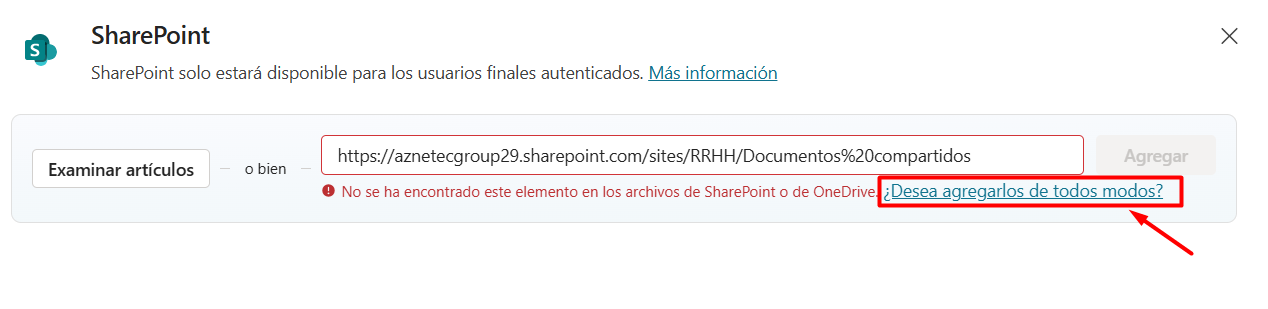 SharePoint
SharePoint solo estará disponible para los usuarios finales autenticados. Más información
Examinar artículos
o bien
https://aznetecgroup29.sharepoint.com/sites/RRHH/Documentos%20compartidos
Agregar
No se ha encontrado este elemento en los archivos de SharePoint o de OneDrive. ¿Desea agregarlos de todos modos?